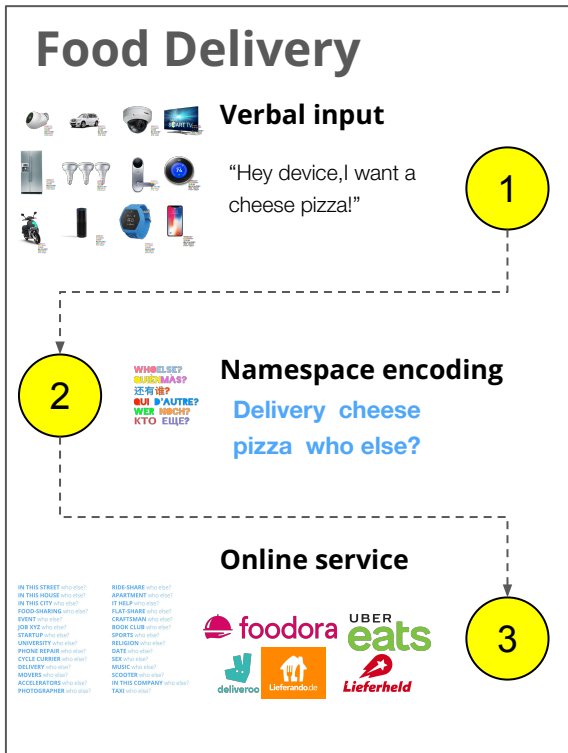 Food Delivery
SMART TV
Verbal input
74
“Hey device,I want a
cheese pizza!”
1
2
WHOELSE?
QUIÉNMÀS?
还有谁?
QUI D'AUTRE?
WER NOCH?
КТО ЕЩЕ?
Namespace encoding
Delivery cheese
pizza who else?
Online service
IN THIS STREET who else?
IN THIS HOUSE who else?
IN THIS CITY who else?
FOOD-SHARING who else?
EVENT who else?
JOB XYZ who else?
STARTUP who else?
UNIVERSITY who else?
PHONE REPAIR who else?
CYCLE CURRIER who else?
DELIVERY who else?
MOVERS who else?
ACCELERATORS who else?
PHOTOGRAPHER who else?
RIDE-SHARE who else?
APARTMENT who else?
IT HELP who else?
FLAT-SHARE who else?
CRAFTSMAN who else?
BOOK CLUB who else?
SPORTS who else?
RELIGION who else?
DATE who else?
SEX who else?
MUSIC who else?
SCOOTER who else?
IN THIS COMPANY who else?
TAXI who else?
foodora
UBER
eats
deliveroo
Lieferando.de
Lieferheld
3